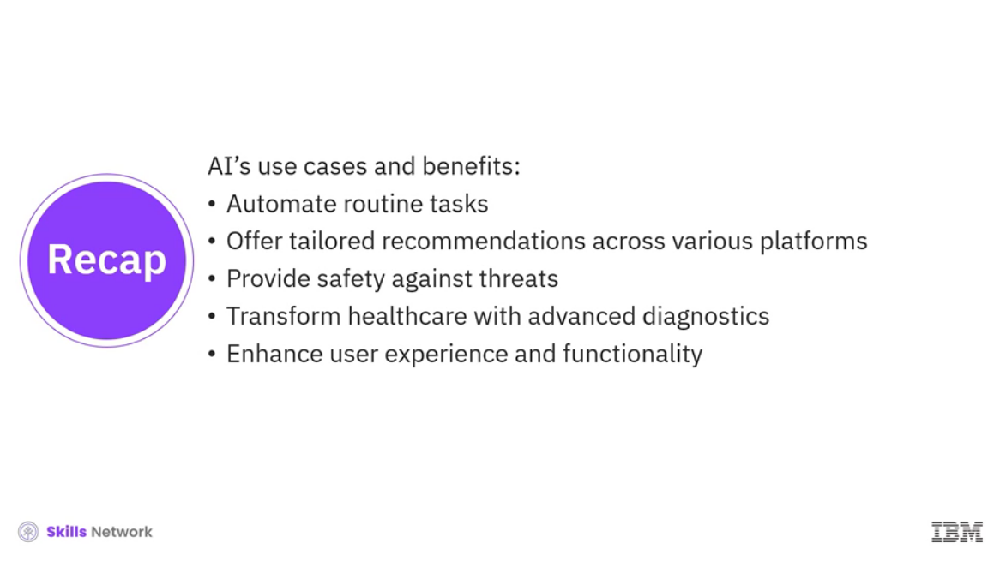 Recap
AI’s use cases and benefits:
• Automate routine tasks
• Offer tailored recommendations across various platforms
• Provide safety against threats
• Transform healthcare with advanced diagnostics
• Enhance user experience and functionality
Skills Network
IBM